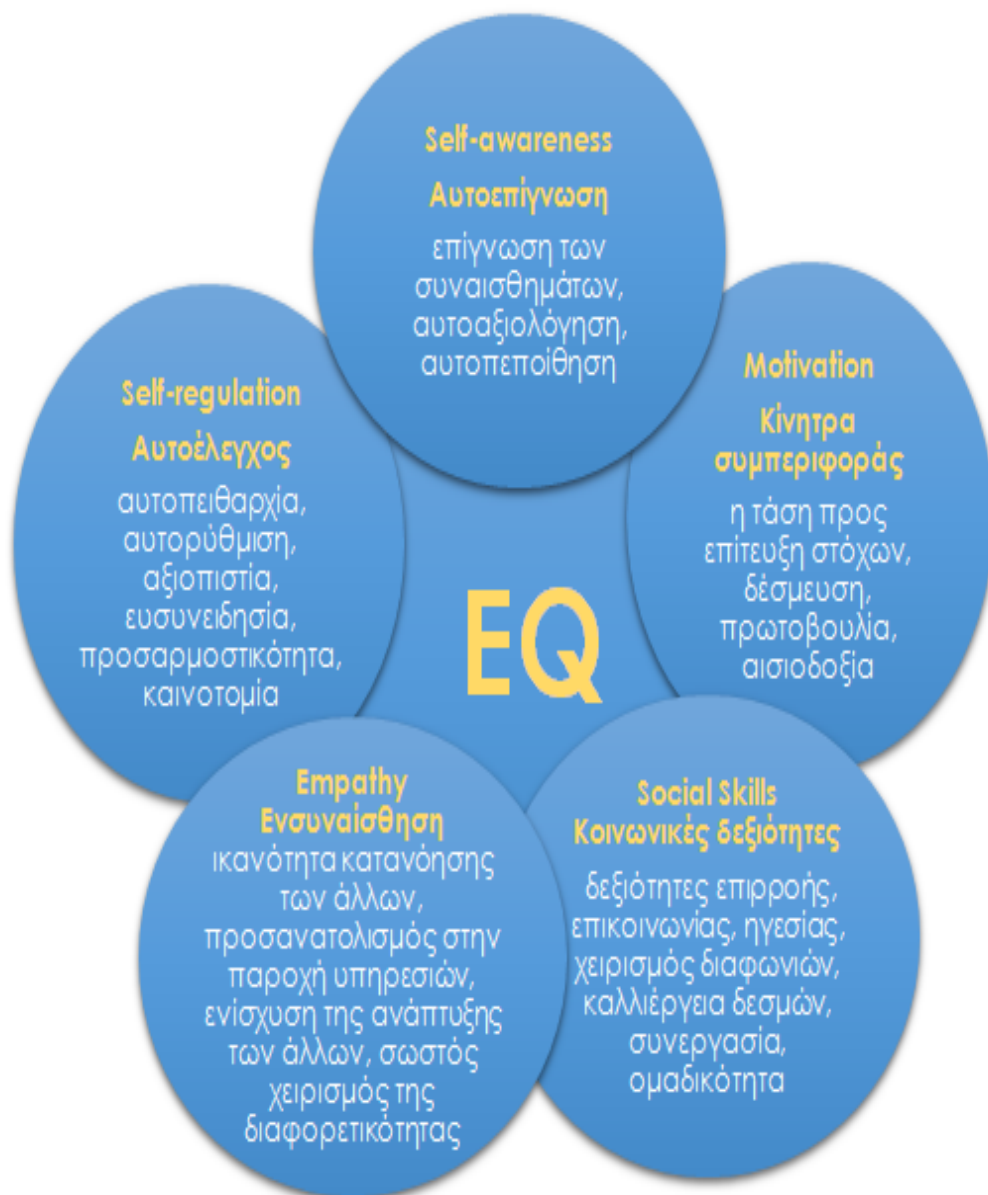 Self-awareness
Αυτοεπίγνωση
επίγνωση των
συναισθημάτων,
αυτοαξιολόγηση,
αυτοπεποίθηση
Motivation
Κίνητρα
συμπεριφοράς
η τάση προς
επίτευξη στόχων,
δέσμευση,
πρωτοβουλία,
αισιοδοξία
Social Skills
Κοινωνικές δεξιότητες
δεξιότητες επιρροής,
επικοινωνίας, ηγεσίας,
χειρισμός διαφωνιών,
καλλιέργεια δεσμών,
συνεργασία,
ομαδικότητα
Empathy
Ενσυναίσθηση
ικανότητα κατανόησης
των άλλων,
προσανατολισμός στην
παροχή υπηρεσιών,
ενίσχυση της ανάπτυξης
των άλλων, σωστός
χειρισμός της
διαφορετικότητας
Self-regulation
Αυτοέλεγχος
αυτοπειθαρχία,
αυτορύθμιση,
αξιοπιστία,
ευσυνειδησία,
προσαρμοστικότητα,
καινοτομία
EQ